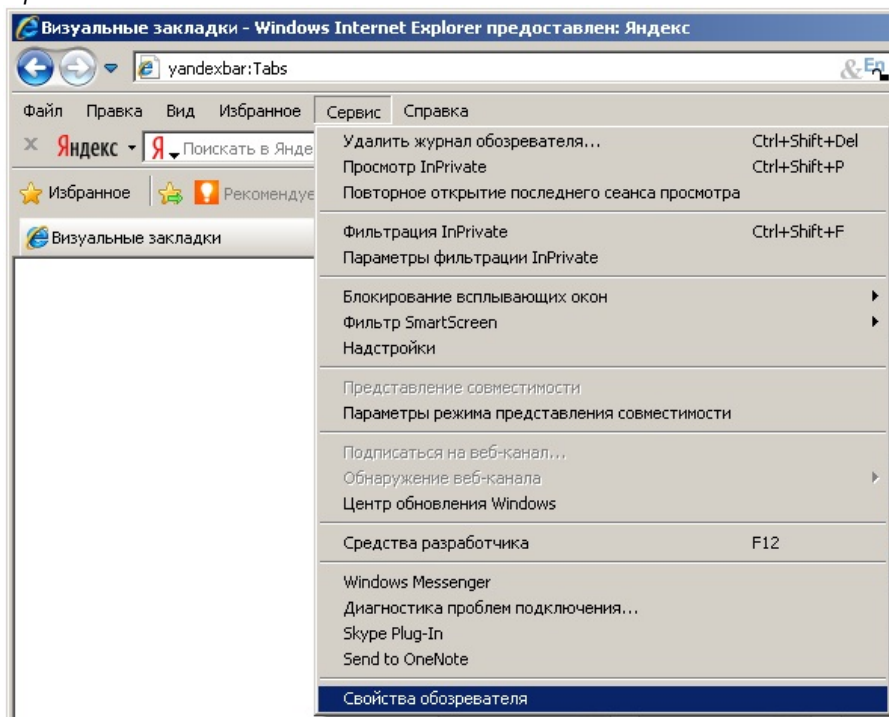 Визуальные закладки - Windows Internet Explorer предоставлен: Яндекс
yandexbar:Tabs
& En
Файл Правка Вид Избранное Сервис Справка
Яндекс Я Поискать в Янде
Избранное Рекомендуе
Визуальные закладки
Удалить журнал обозревателя... Ctrl+Shift+Del
Просмотр InPrivate Ctrl+Shift+P
Повторное открытие последнего сеанса просмотра
Фильтрация InPrivate Ctrl+Shift+F
Параметры фильтрации InPrivate
Блокирование всплывающих окон
Фильтр SmartScreen
Надстройки
Представление совместимости
Параметры режима представления совместимости
Подписаться на веб-канал...
Обнаружение веб-канала
Центр обновления Windows
Средства разработчика F12
Windows Messenger
Диагностика проблем подключения...
Skype Plug-In
Send to OneNote
Свойства обозревателя